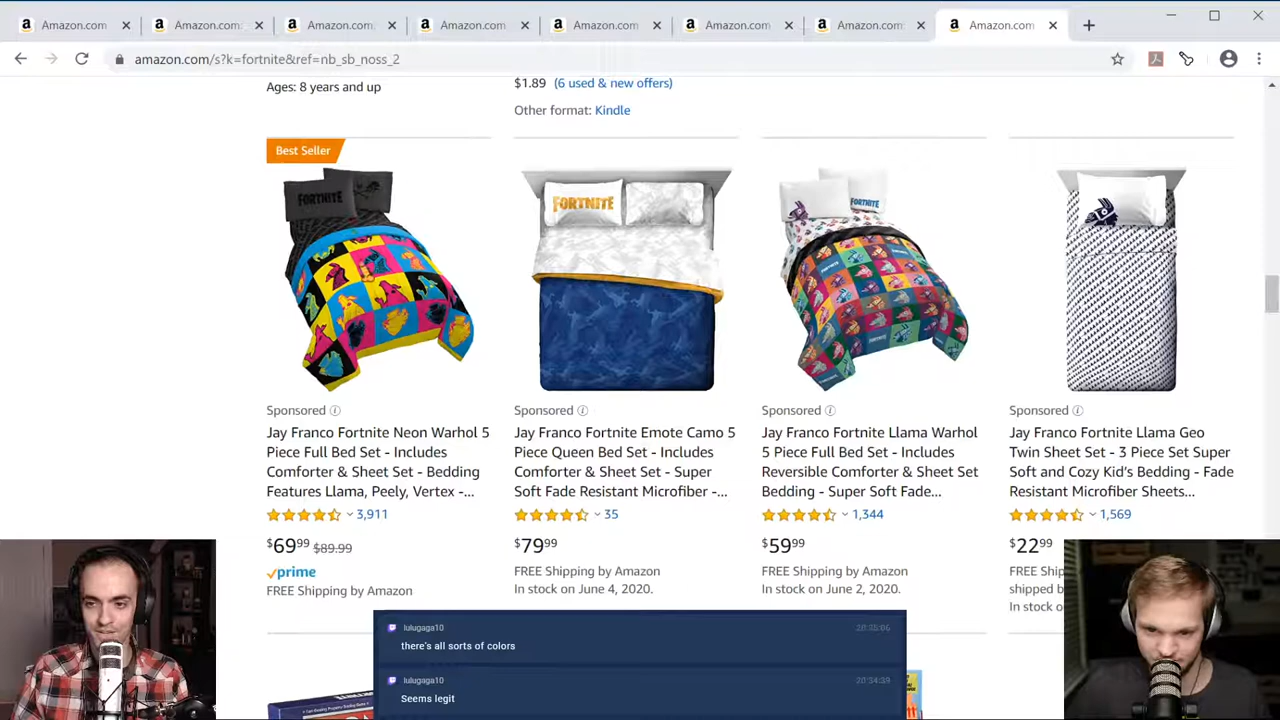 Amazon.com
Amazon.com
Amazon.com
Amazon.com
Amazon.com
Amazon.com
Amazon.com
Amazon.com
amazon.com/s?k=fortnite&ref=nb_sb_noss_2
Ages: 8 years and up
$1.89 (6 used & new offers)
Other format: Kindle
Best Seller
FORTNITE
FORTNITE
FORTNITE
Sponsored
Jay Franco Fortnite Neon Warhol 5
Piece Full Bed Set - Includes
Comforter & Sheet Set - Bedding
Features Llama, Peely, Vertex -...
3,911
$69.99 $89.99
prime
FREE Shipping by Amazon
Sponsored
Jay Franco Fortnite Emote Camo 5
Piece Queen Bed Set - Includes
Comforter & Sheet Set - Super
Soft Fade Resistant Microfiber -...
35
$79.99
FREE Shipping by Amazon
In stock on June 4, 2020.
Sponsored
Jay Franco Fortnite Llama Warhol
5 Piece Full Bed Set - Includes
Reversible Comforter & Sheet Set
Bedding - Super Soft Fade...
1,344
$59.99
FREE Shipping by Amazon
In stock on June 2, 2020.
Sponsored
Jay Franco Fortnite Llama Geo
Twin Sheet Set - 3 Piece Set Super
Soft and Cozy Kid's Bedding - Fade
Resistant Microfiber Sheets...
1,569
$22.99
FREE Ship
shipped b
In stock o
lulugaga10
there's all sorts of colors
lulugaga10 20:34:39
Seems legit